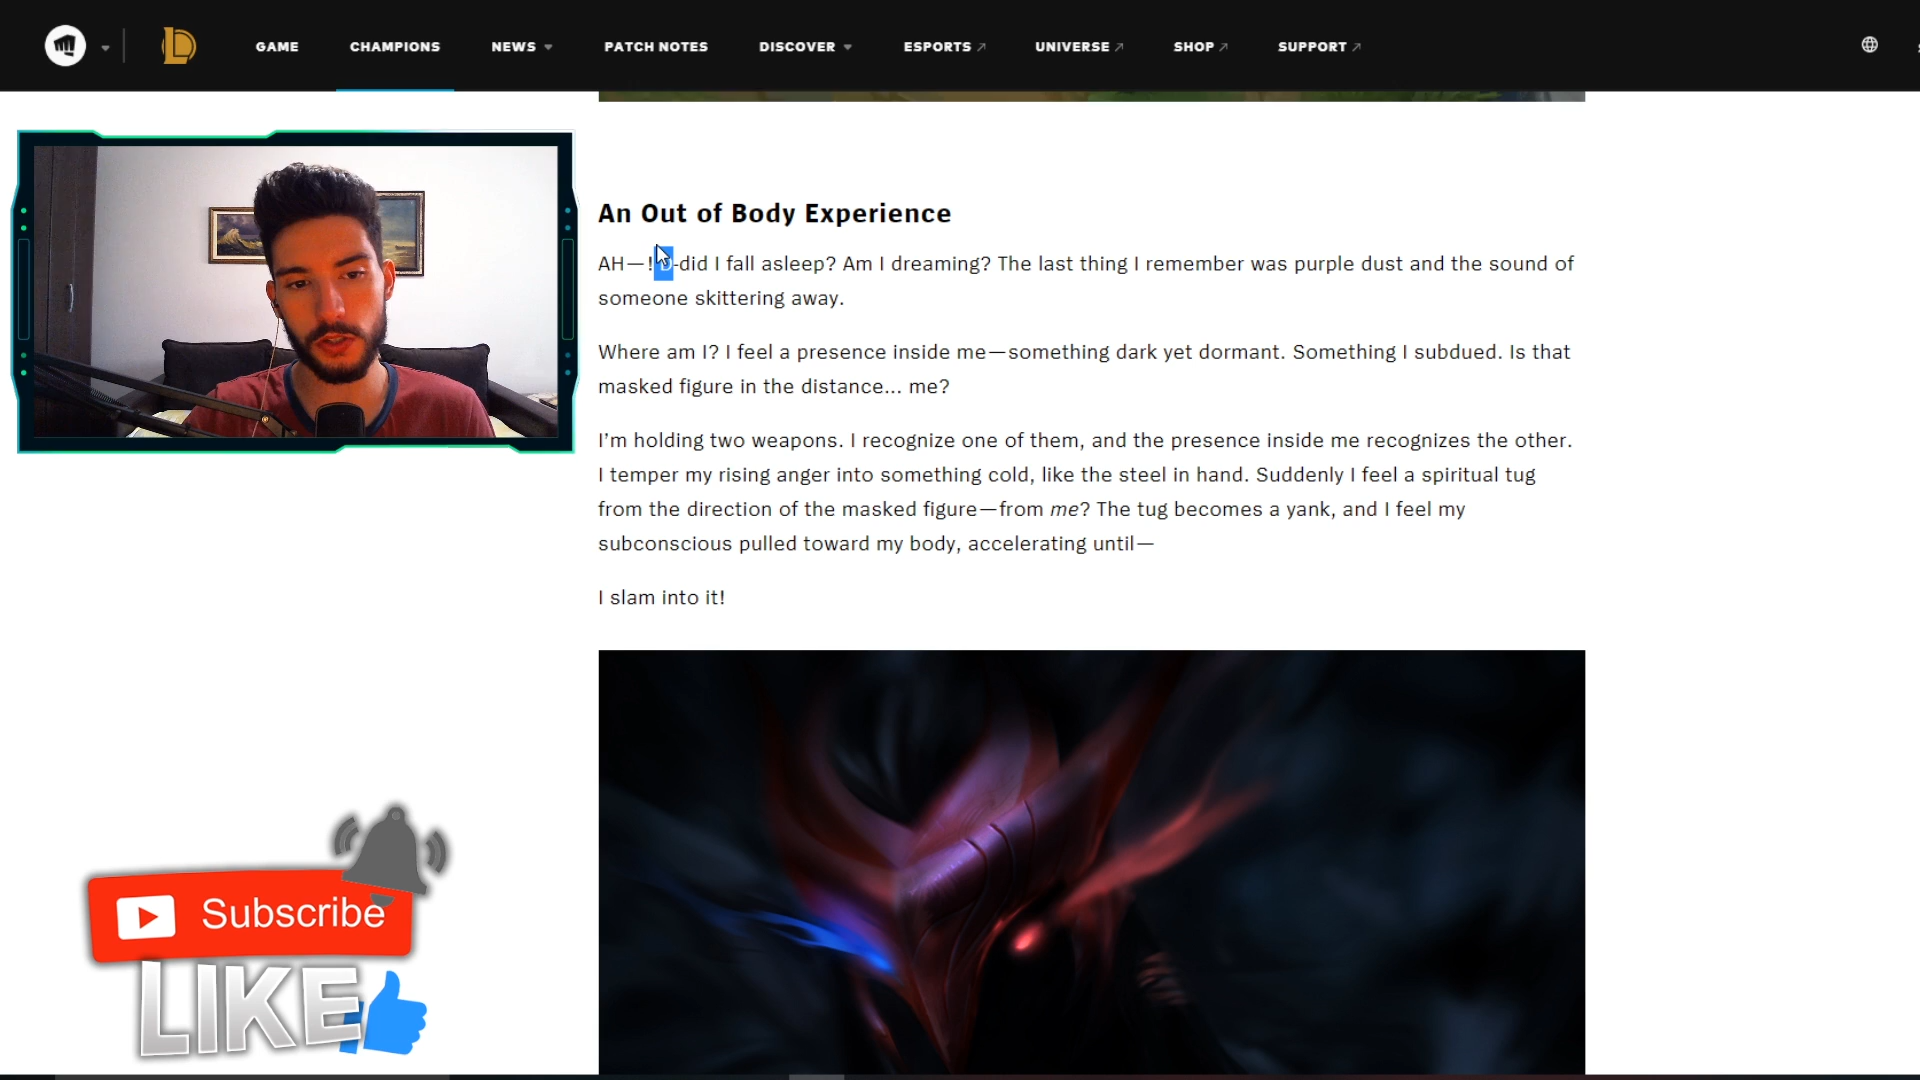 GAME
CHAMPIONS
NEWS
PATCH NOTES
DISCOVER
ESPORTS
UNIVERSE
SHOP
SUPPORT
An Out of Body Experience
AH—! D-did I fall asleep? Am I dreaming? The last thing I remember was purple dust and the sound of
someone skittering away.
Where am I? I feel a presence inside me—something dark yet dormant. Something I subdued. Is that
masked figure in the distance... me?
I’m holding two weapons. I recognize one of them, and the presence inside me recognizes the other.
I temper my rising anger into something cold, like the steel in hand. Suddenly I feel a spiritual tug
from the direction of the masked figure—from me? The tug becomes a yank, and I feel my
subconscious pulled toward my body, accelerating until—
I slam into it!
Subscribe
LIKE